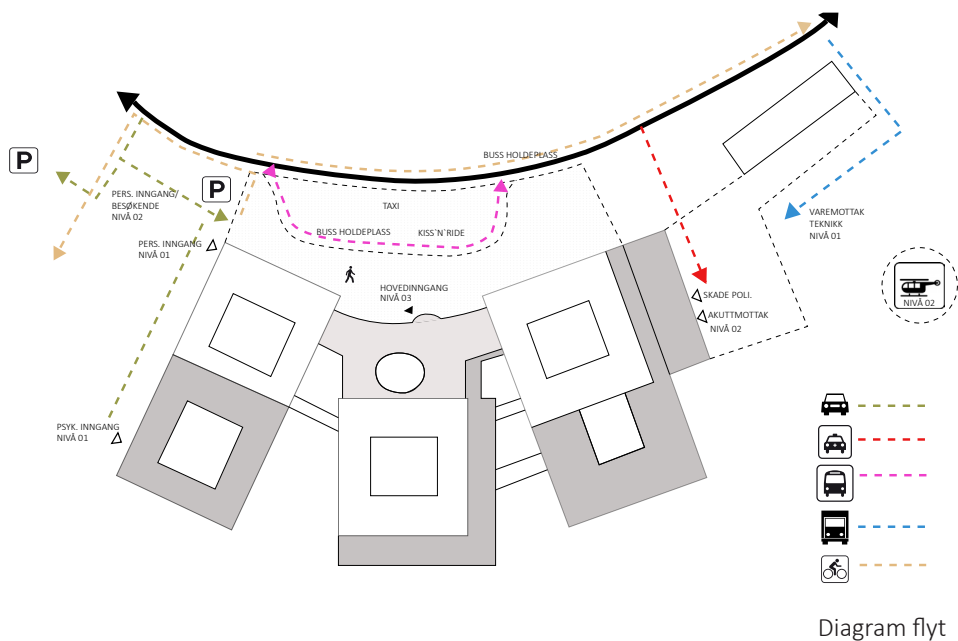 BUSS HOLDEPLASS
P
P
PERS. INNGANG/
BESØKENDE
NIVÅ 02
TAXI
BUSS HOLDEPLASS
KISS`N`RIDE
VAREMOTTAK
TEKNIKK
NIVÅ 01
PERS. INNGANG
NIVÅ 01
HOVEDINNGANG
NIVÅ 03
SKADE POLI.
AKUTTMOTTAK
NIVÅ 02
NIVÅ 02
PSYK. INNGANG
NIVÅ 01
Diagram flyt